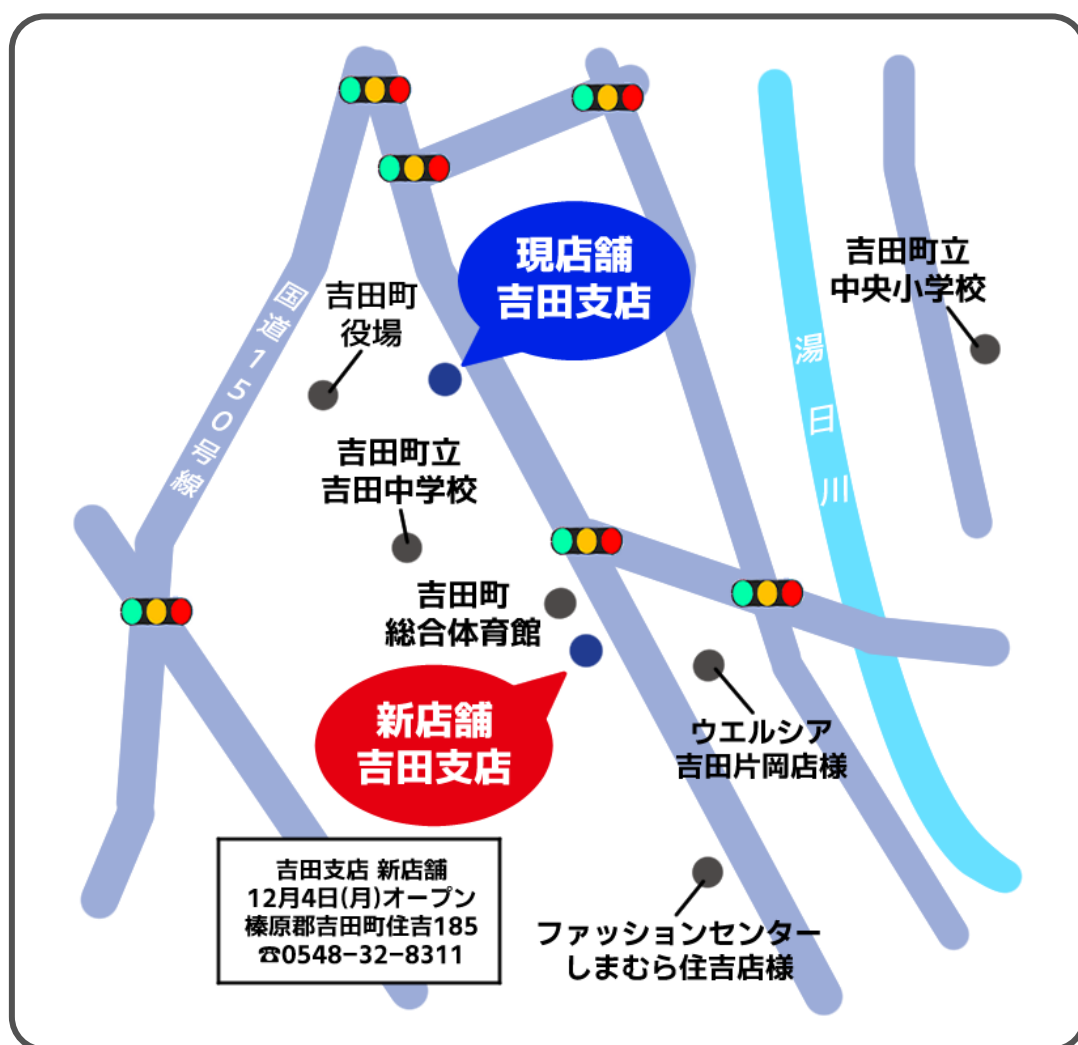 現店舗
吉田支店
吉田町立
中央小学校
吉田町
役場
国道150号線
湯日川
吉田町立
吉田中学校
吉田町
総合体育館
新店舗
吉田支店
ウエルシア
吉田片岡店様
吉田支店 新店舗
12月4日(月)オープン
榛原郡吉田町住吉185
☎0548-32-8311
ファッションセンター
しまむら住吉店様